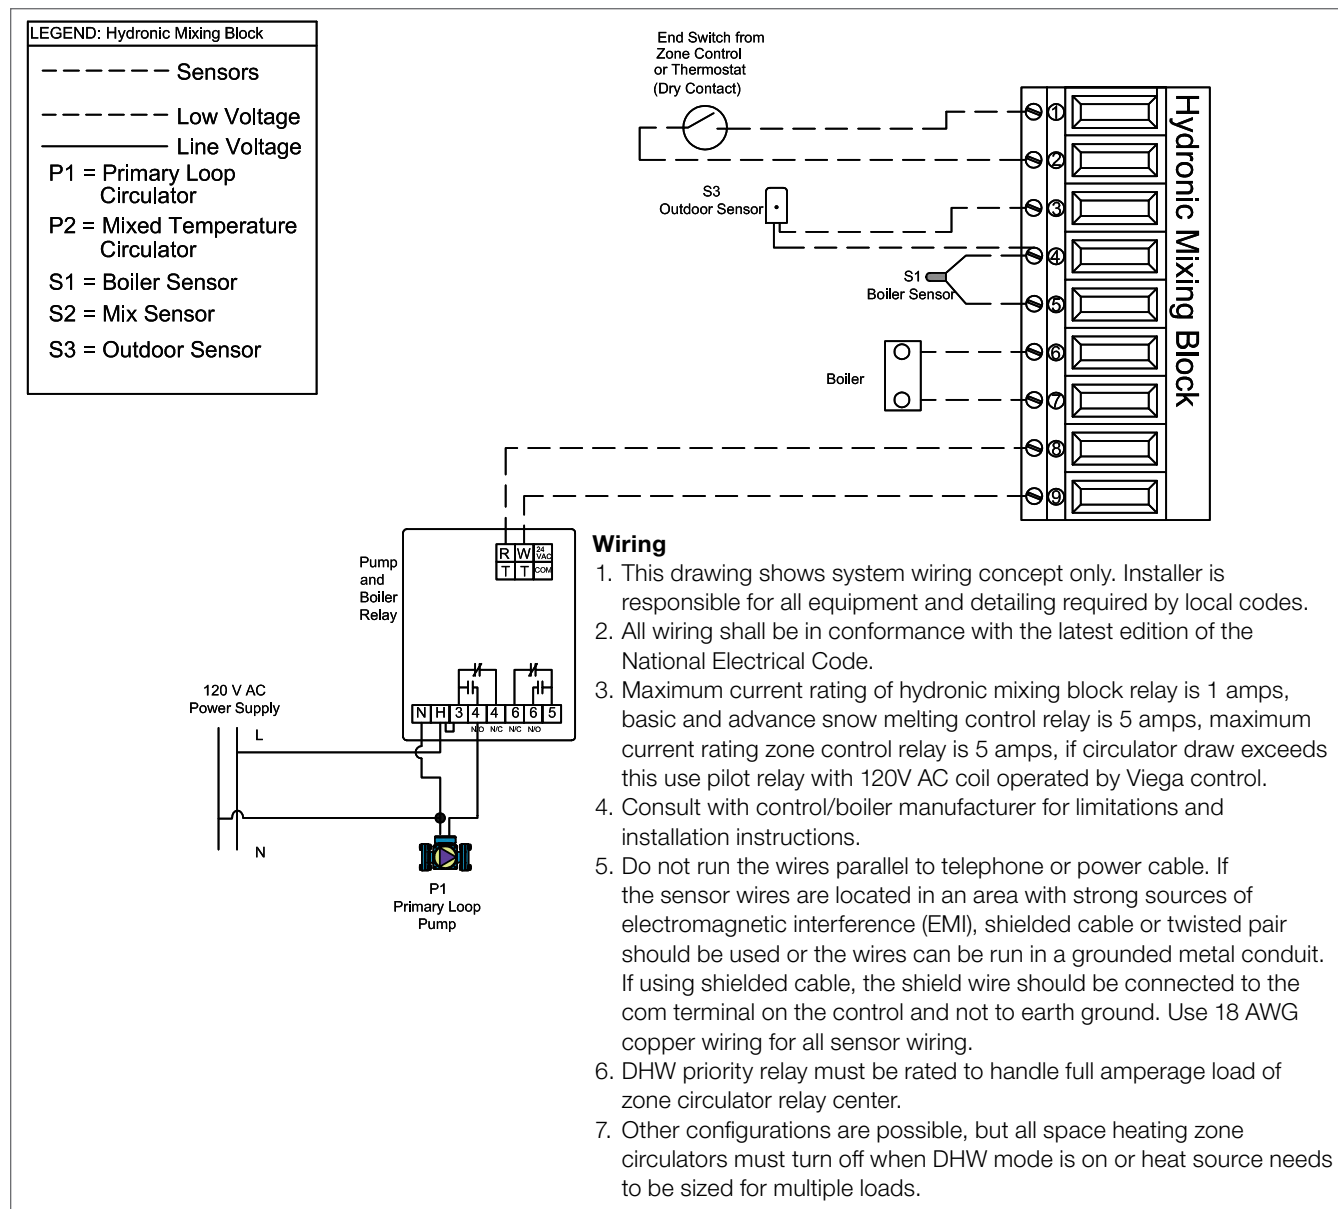 LEGEND: Hydronic Mixing Block
Sensors
Low Voltage
Line Voltage
P1 = Primary Loop
Circulator
P2 = Mixed Temperature
Circulator
S1 = Boiler Sensor
S2 = Mix Sensor
S3 = Outdoor Sensor
End Switch from
Zone Control
or Thermostat
(Dry Contact)
S3
Outdoor Sensor
S1
Boiler Sensor
Boiler
1
2
3
4
5
6
7
8
9
Hydronic Mixing Block
Pump
and
Boiler
Relay
R W 24 VAC
T T COM
N H 3 4 4 6 6 5
N/O N/C N/C N/O
120 V AC
Power Supply
L
N
P1
Primary Loop
Pump
Wiring
1. This drawing shows system wiring concept only. Installer is
responsible for all equipment and detailing required by local codes.
2. All wiring shall be in conformance with the latest edition of the
National Electrical Code.
3. Maximum current rating of hydronic mixing block relay is 1 amps,
basic and advance snow melting control relay is 5 amps, maximum
current rating zone control relay is 5 amps, if circulator draw exceeds
this use pilot relay with 120V AC coil operated by Viega control.
4. Consult with control/boiler manufacturer for limitations and
installation instructions.
5. Do not run the wires parallel to telephone or power cable. If
the sensor wires are located in an area with strong sources of
electromagnetic interference (EMI), shielded cable or twisted pair
should be used or the wires can be run in a grounded metal conduit.
If using shielded cable, the shield wire should be connected to the
com terminal on the control and not to earth ground. Use 18 AWG
copper wiring for all sensor wiring.
6. DHW priority relay must be rated to handle full amperage load of
zone circulator relay center.
7. Other configurations are possible, but all space heating zone
circulators must turn off when DHW mode is on or heat source needs
to be sized for multiple loads.